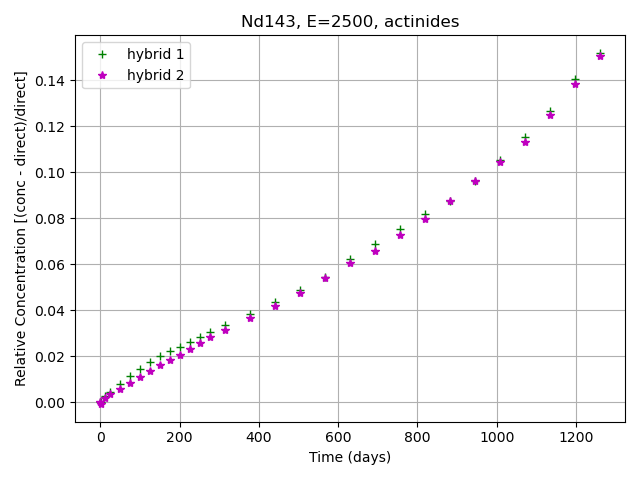 Nd143, E=2500, actinides
hybrid 1
hybrid 2
Relative Concentration [(conc - direct)/direct]
0.14
0.12
0.10
0.08
0.06
0.04
0.02
0.00
0 200 400 600 800 1000 1200
Time (days)